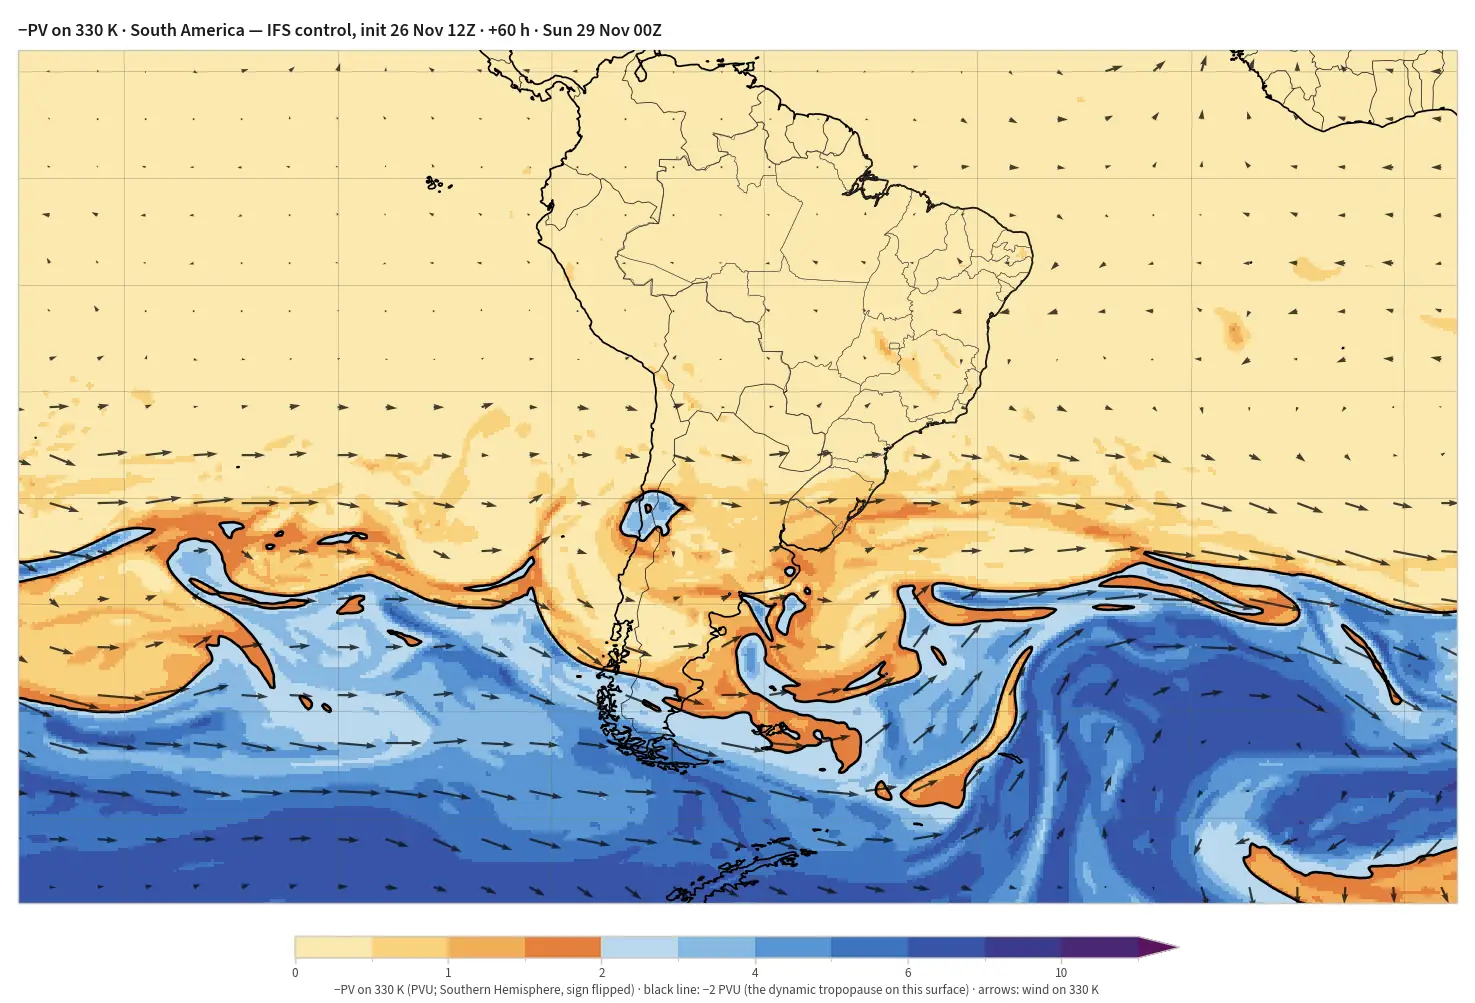 −PV on 330 K · South America — IFS control, init 26 Nov 12Z · +60 h · Sun 29 Nov 00Z
0 1 2 4 6 10
−PV on 330 K (PVU; Southern Hemisphere, sign flipped) · black line: −2 PVU (the dynamic tropopause on this surface) · arrows: wind on 330 K